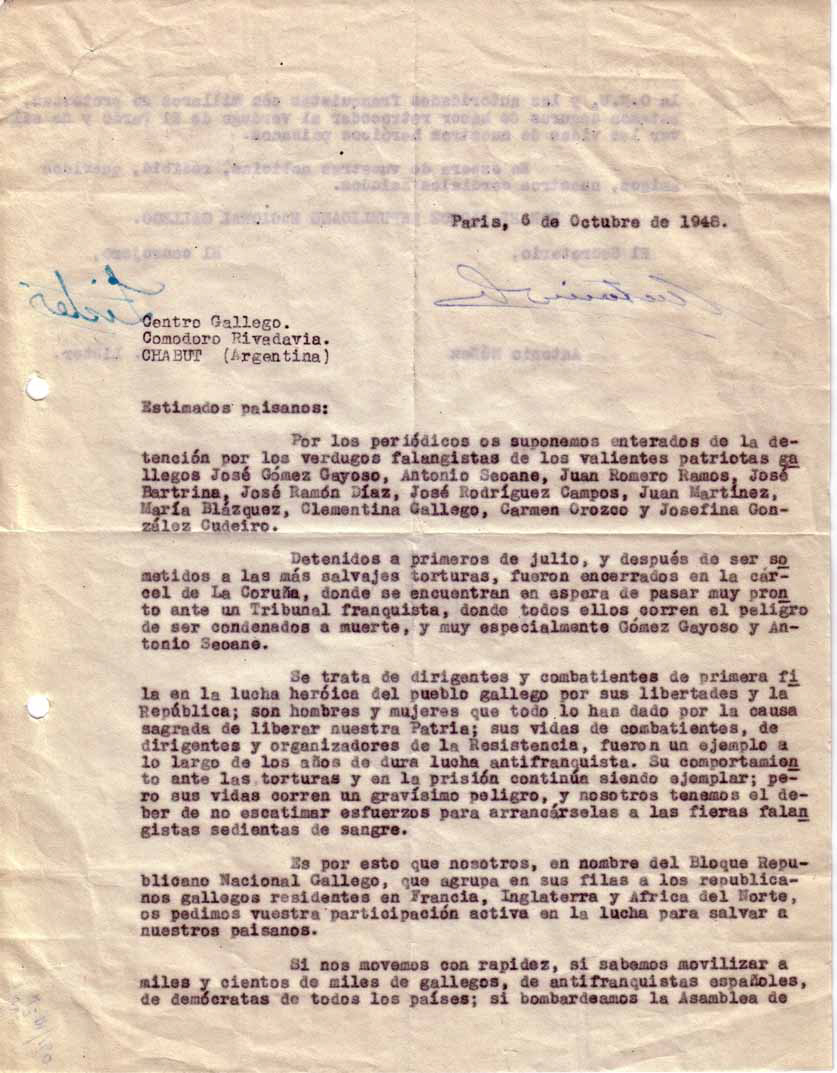 Paris, 6 de Octubre de 1948.
Centro Gallego.
Comodoro Rivadavia.
CHABUT (Argentina)
Estimados paisanos:
Por los periódicos os suponemos enterados de la de-
tención por los verdugos falangistas de los valientes patriotas ga
llegos José Gómez Gayoso, Antonio Seoane, Juan Romero Ramos, José
Bartrina, José Ramón Díaz, José Rodríguez Campos, Juan Martínez,
María Blázquez, Clementina Gallego, Carmen Orozco y Josefina Gon-
zález Cudeiro.
Detenidos a primeros de julio, y después de ser so
metidos a las más salvajes torturas, fueron encerrados en la cár-
cel de La Coruña, donde se encuentran en espera de pasar muy pron
to ante un Tribunal franquista, donde todos ellos corren el peligro
de ser condenados a muerte, y muy especialmente Gómez Gayoso y An-
tonio Seoane.
Se trata de dirigentes y combatientes de primera fi
la en la lucha heróica del pueblo gallego por sus libertades y la
República; son hombres y mujeres que todo lo han dado por la causa
sagrada de liberar nuestra Patria; sus vidas de combatientes, de
dirigentes y organizadores de la Resistencia, fueron un ejemplo a
lo largo de los años de dura lucha antifranquista. Su comportamien
to ante las torturas y en la prisión continúa siendo ejemplar; pe-
ro sus vidas corren un gravísimo peligro, y nosotros tenemos el de-
ber de no escatimar esfuerzos para arrancárselas a las fieras falan
gistas sedientas de sangre.
Es por esto que nosotros, en nombre del Bloque Repu-
blicano Nacional Gallego, que agrupa en sus filas a los republica-
nos gallegos residentes en Francia, Inglaterra y Africa del Norte,
os pedimos vuestra participación activa en la lucha para salvar a
nuestros paisanos.
Si nos movemos con rapidez, si sabemos movilizar a
miles y cientos de miles de gallegos, de antifranquistas españoles,
de demócratas de todos los países; si bombardeamos la Asamblea de